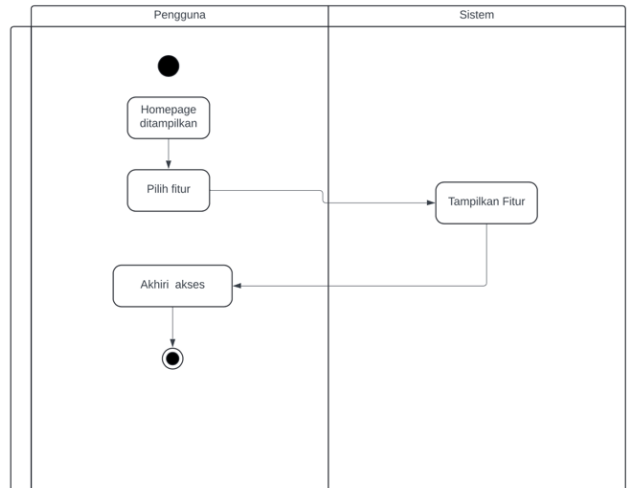 Pengguna
Sistem
Homepage
ditampilkan
Pilih fitur
Tampilkan Fitur
Akhiri akses